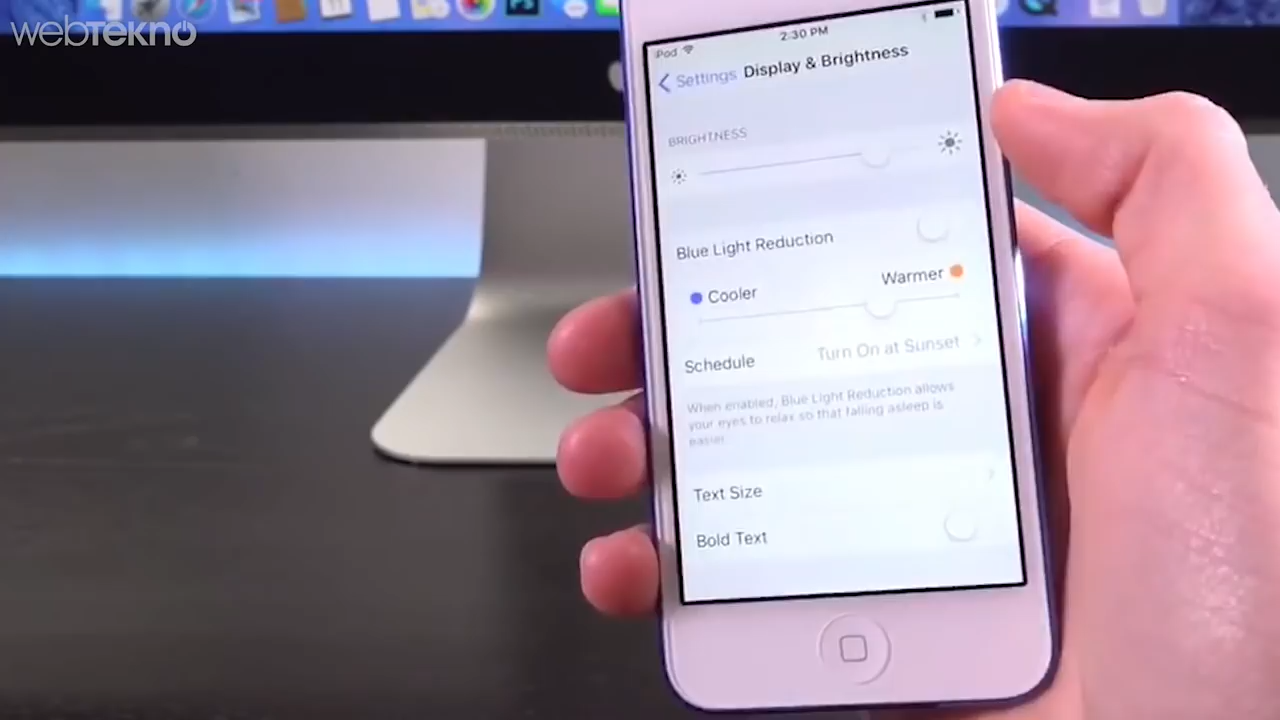 webTEKNO
iPod
2:30 PM
Settings
Display & Brightness
BRIGHTNESS
Blue Light Reduction
Cooler
Warmer
Schedule
Turn On at Sunset
When enabled, Blue Light Reduction allows
your eyes to relax so that falling asleep is
easier.
Text Size
Bold Text